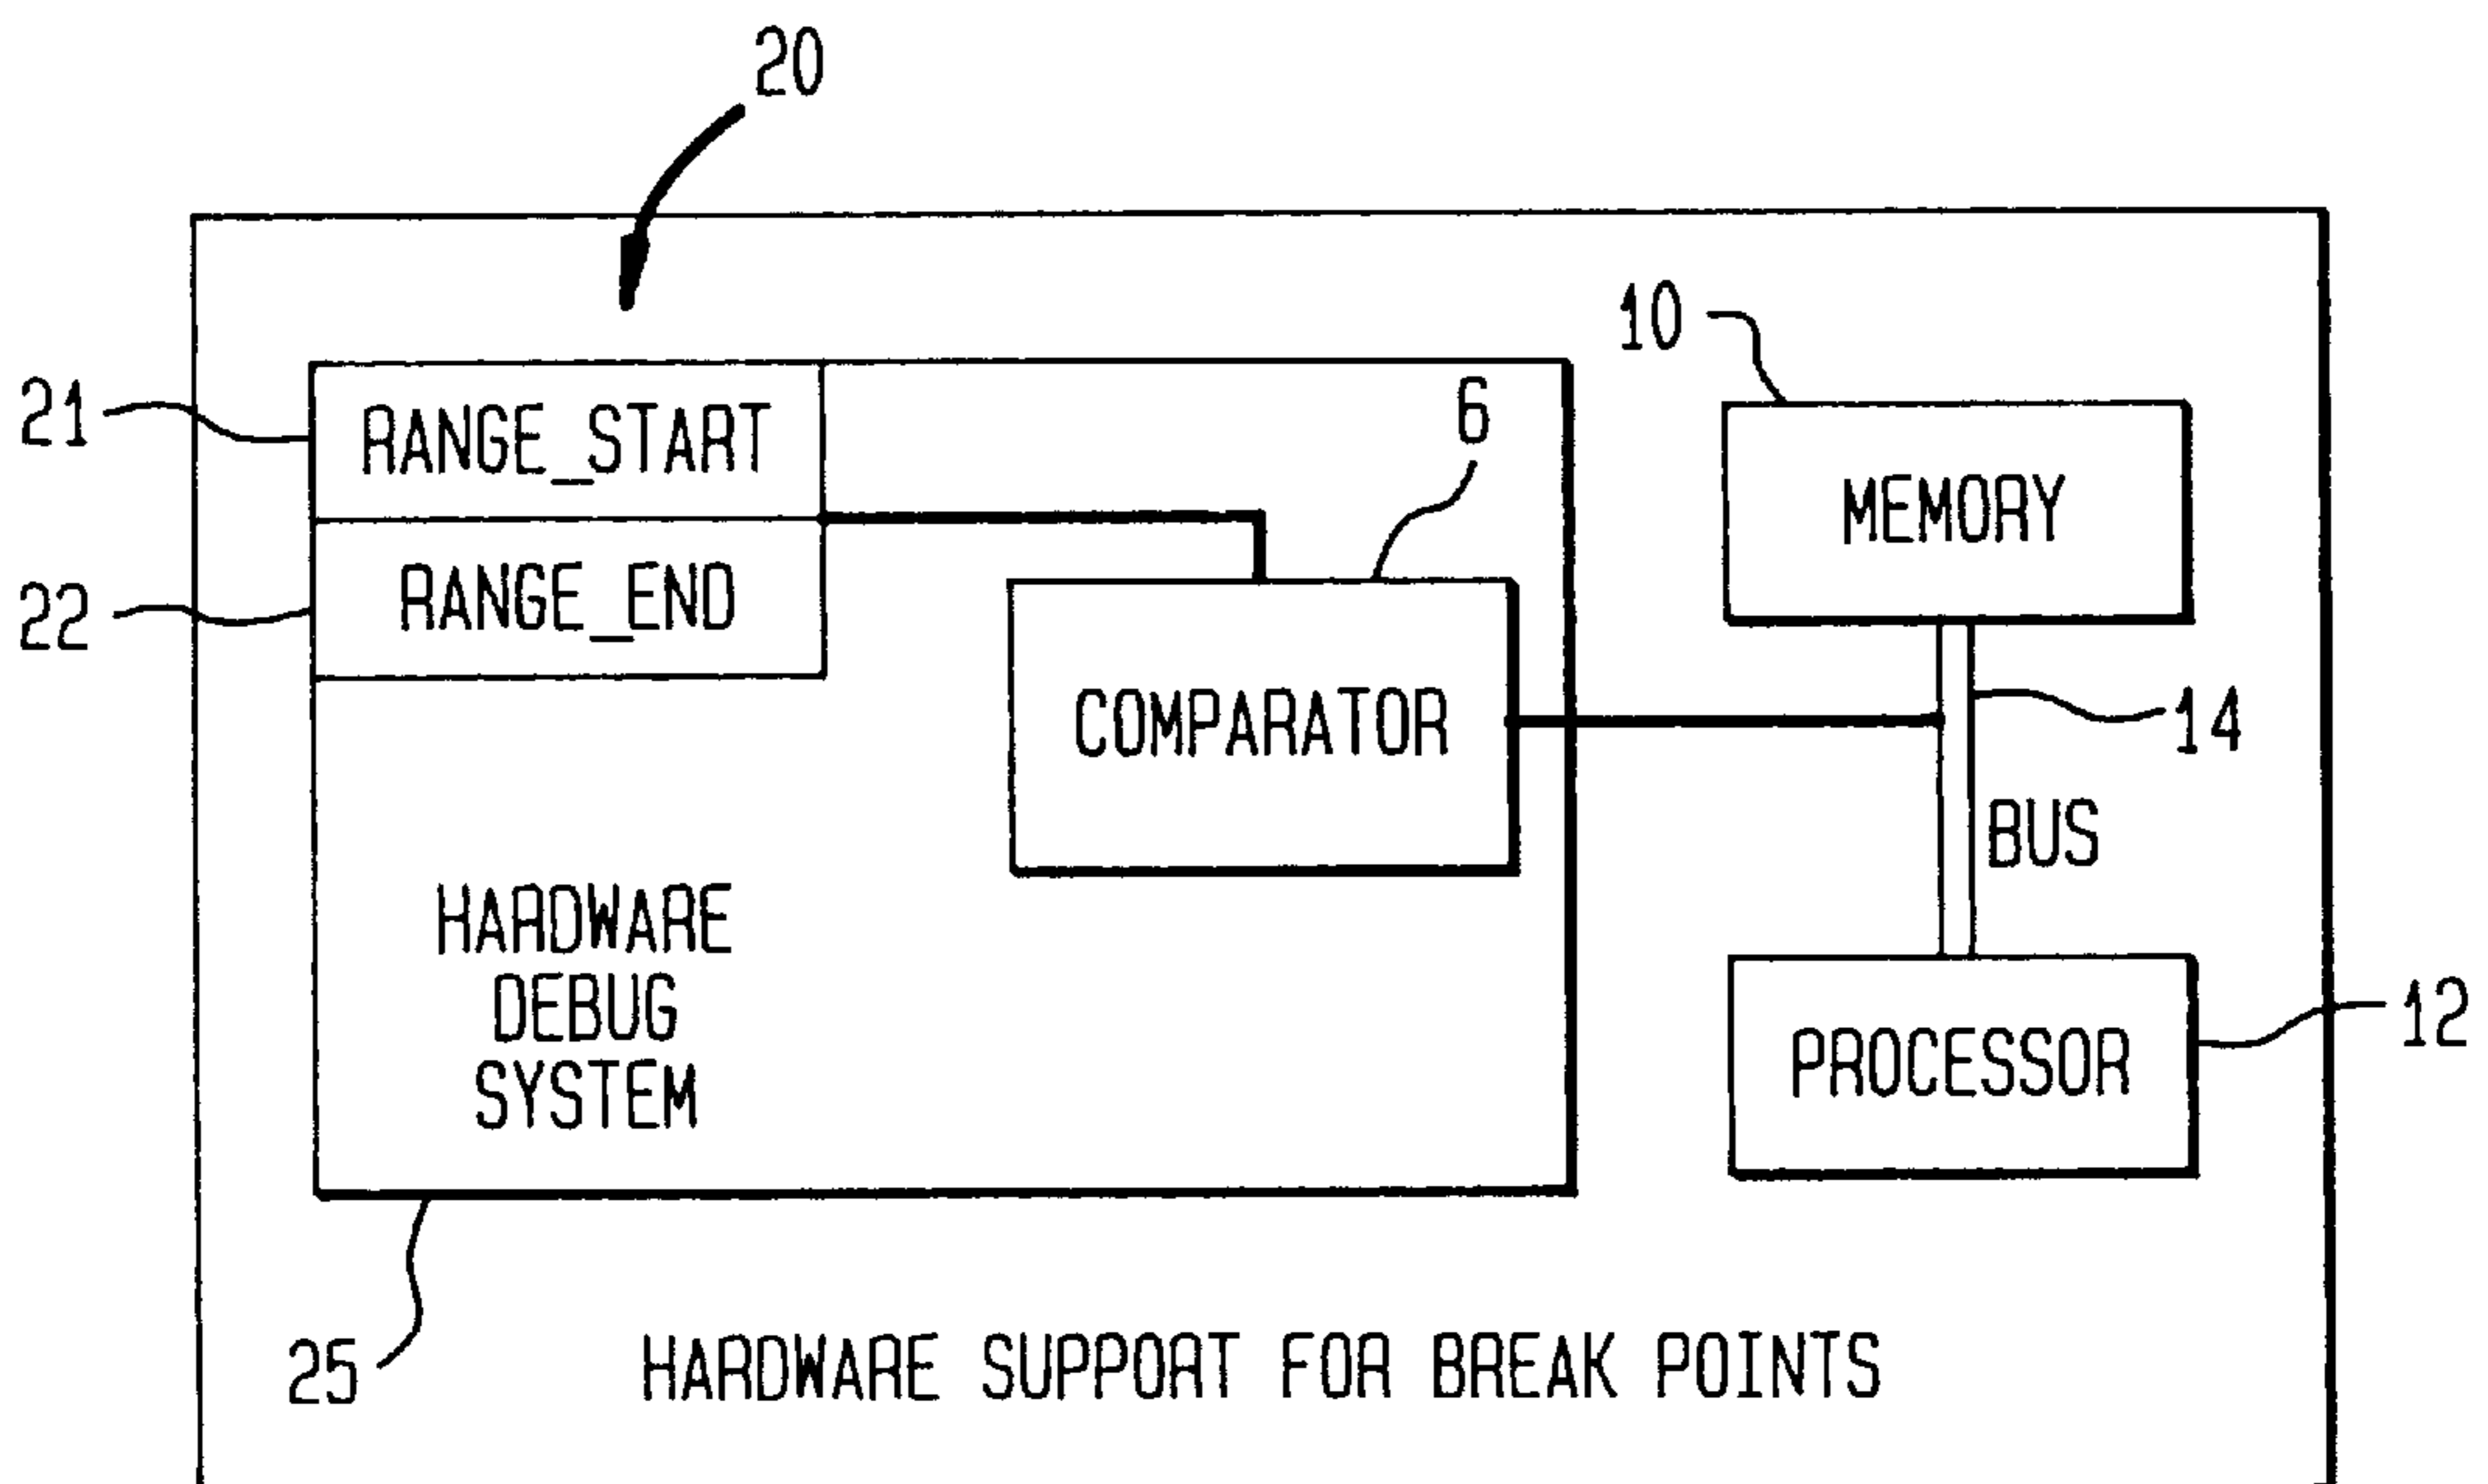 20
10
21
RANGE_START
6
MEMORY
22
RANGE_END
COMPARATOR
14
BUS
HARDWARE
DEBUG
SYSTEM
12
PROCESSOR
25
HARDWARE SUPPORT FOR BREAK POINTS